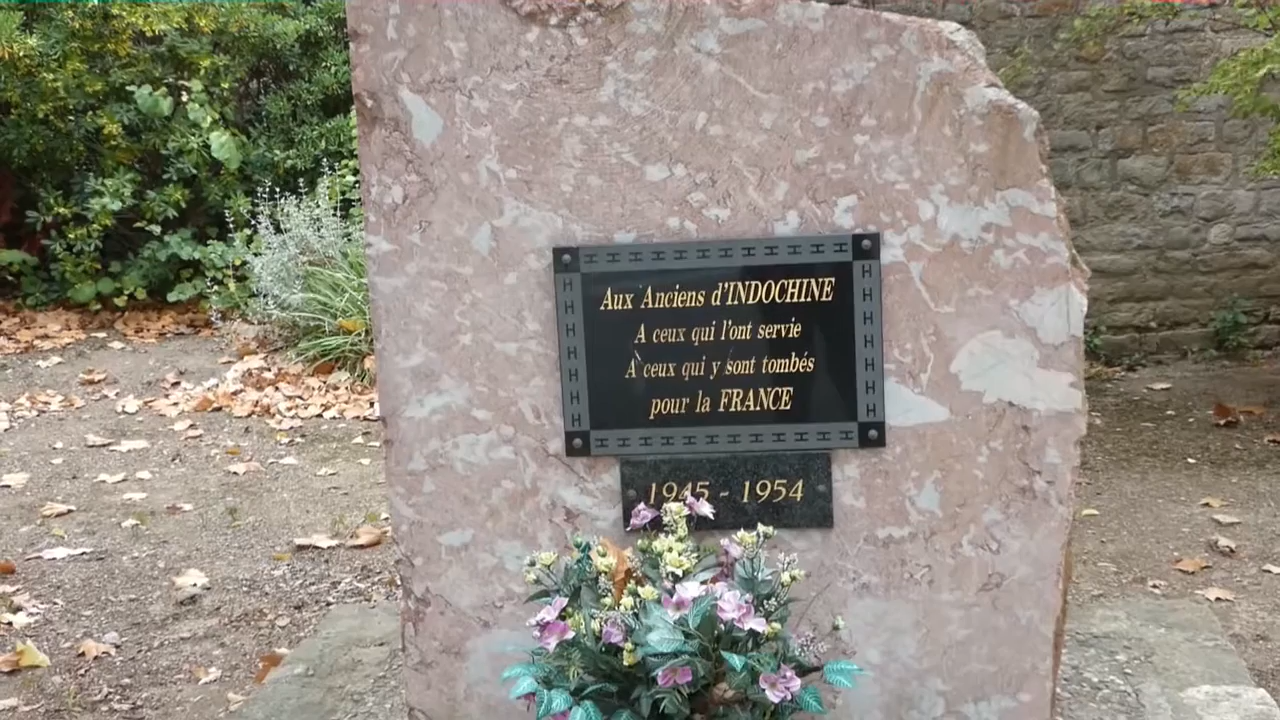 Aux Anciens d'INDOCHINE
A ceux qui l'ont servie
À ceux qui y sont tombés
pour la FRANCE
1945 - 1954